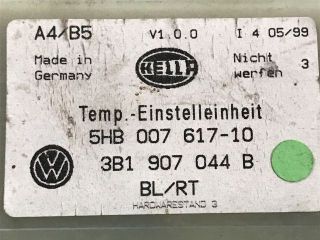 A4/B5 V1.0.0 I 4 05/99
Made in Germany HELLA Nicht werfen 3
Temp.-Einstelleinheit
5HB 007 617-10
VW 3B1 907 044 B
BL/RT
HARDWARESTAND 3